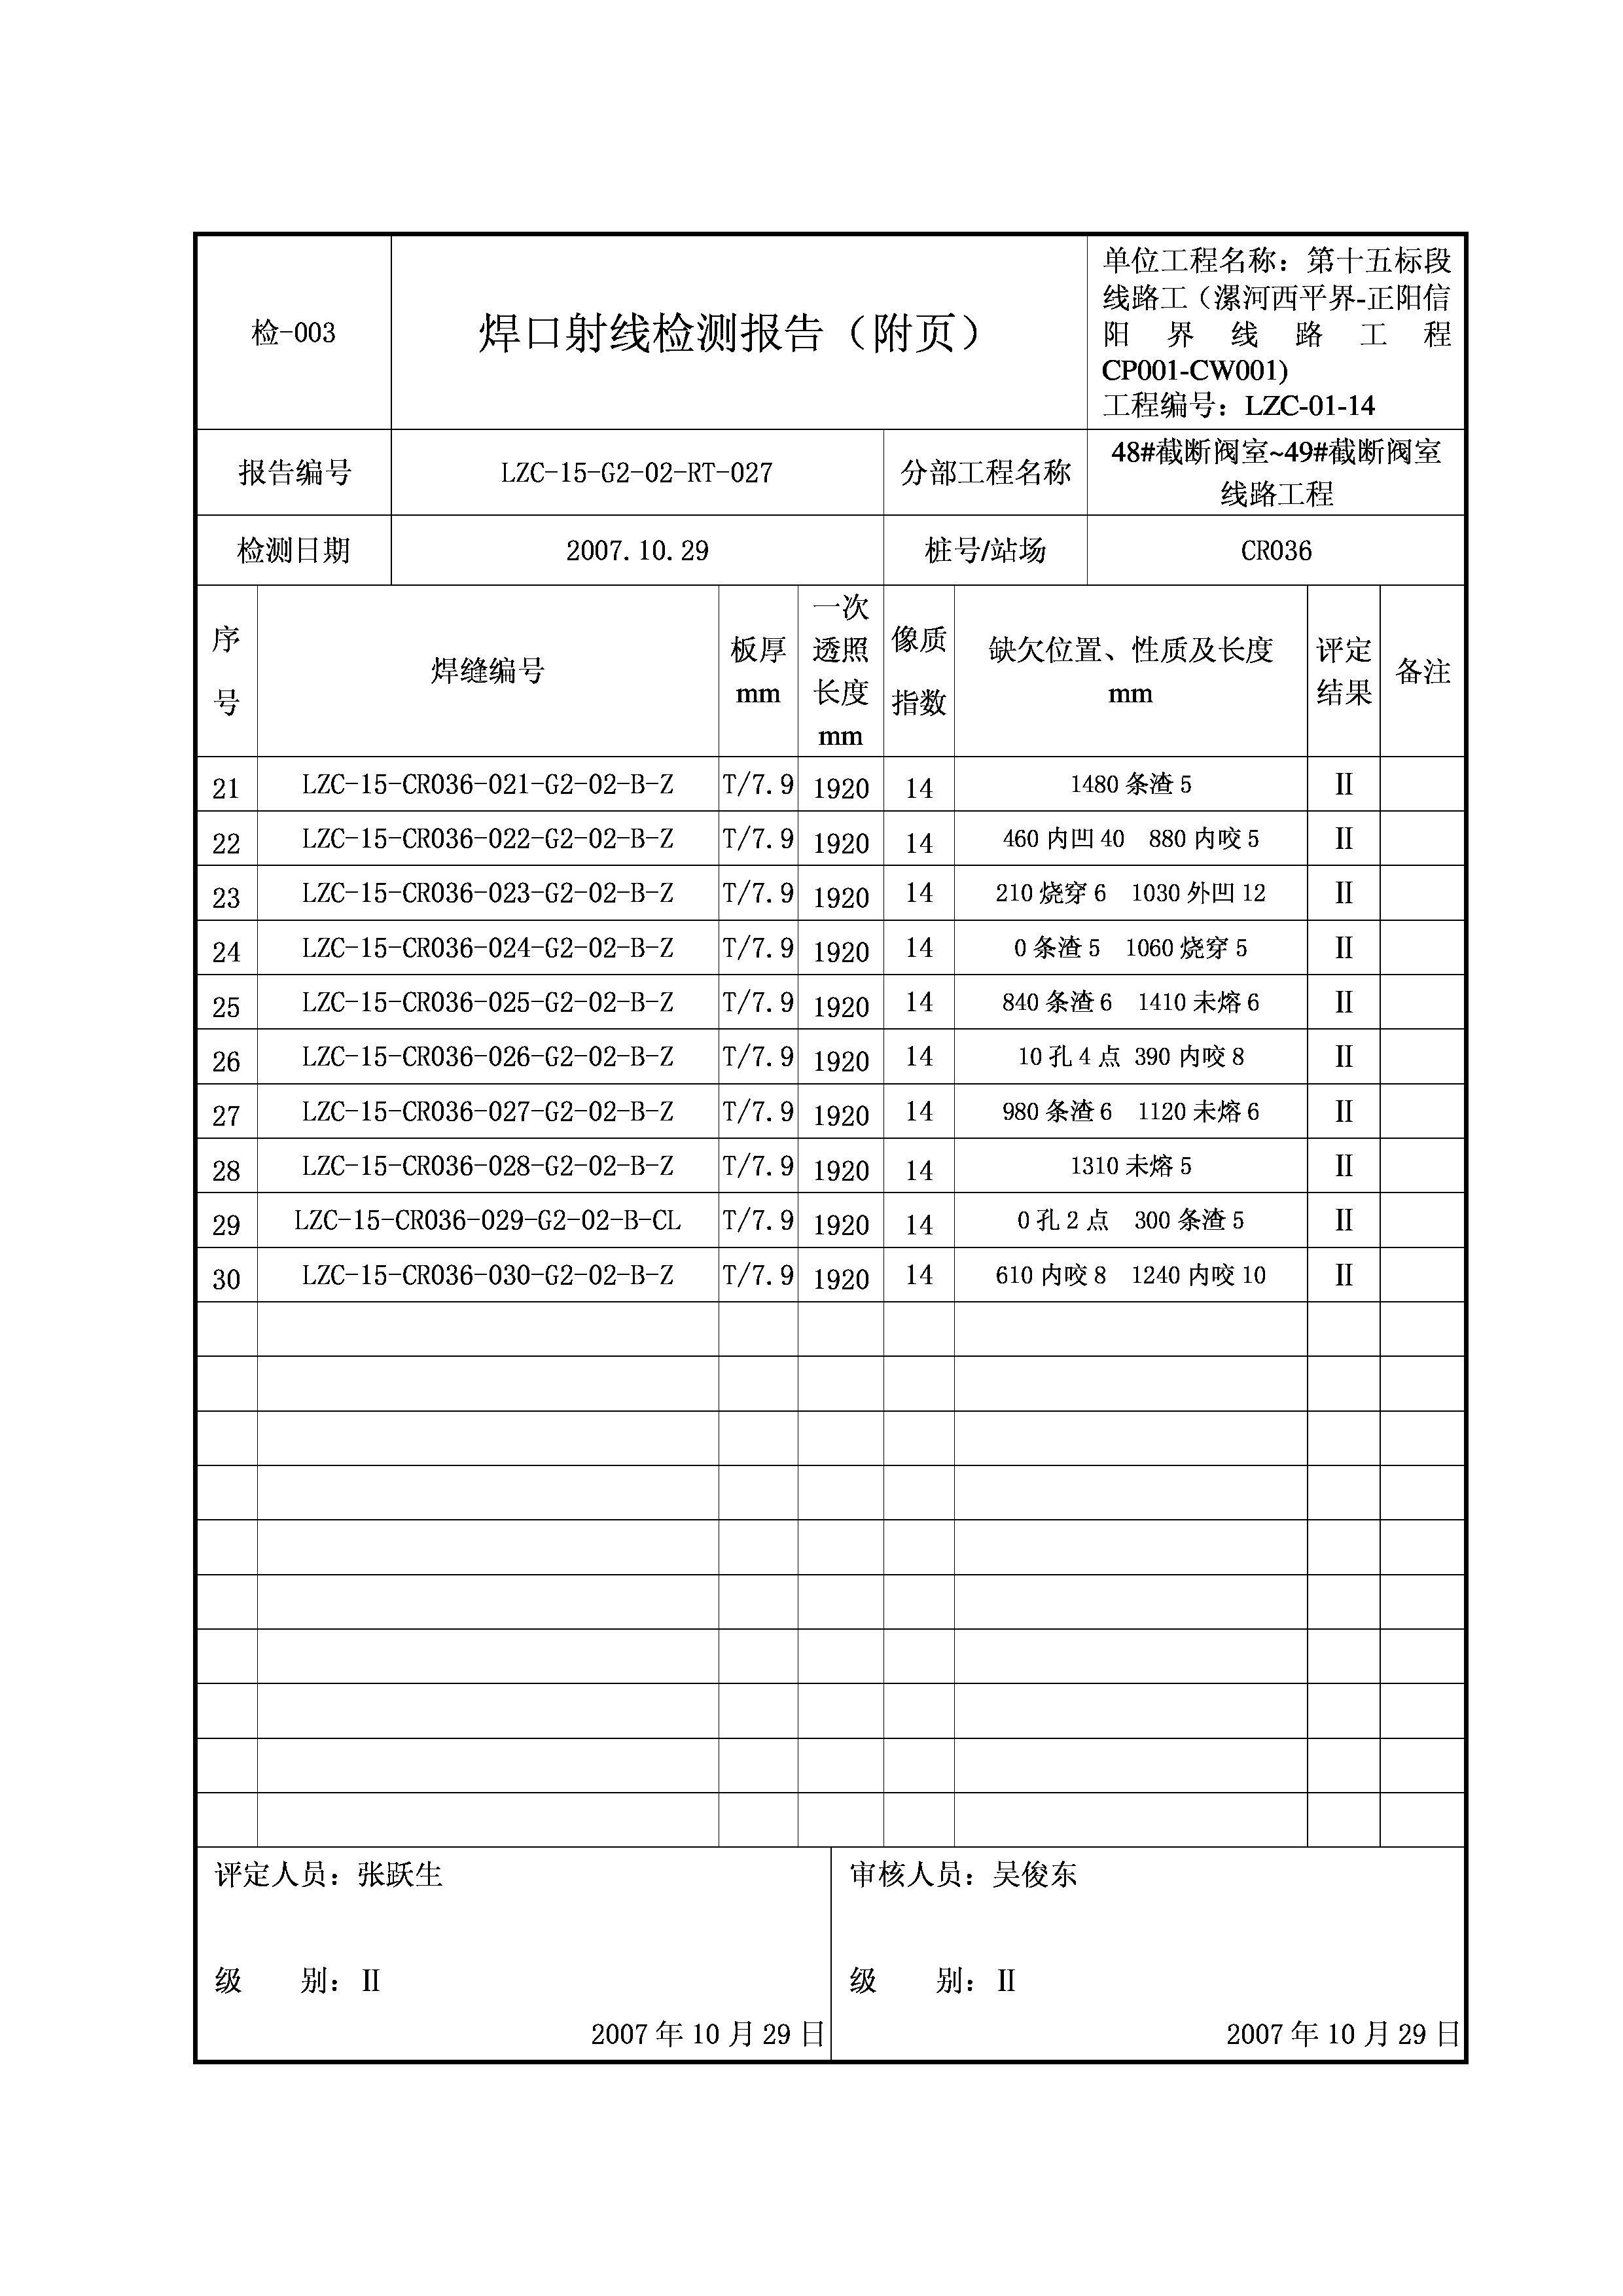 检-003
焊口射线检测报告（附页）
单位工程名称：第十五标段
线路工（漯河西平界-正阳信
阳界线路工程
CP001-CW001)
工程编号：LZC-01-14
报告编号
LZC-15-G2-02-RT-027
分部工程名称
48#截断阀室~49#截断阀室
线路工程
检测日期
2007.10.29
桩号/站场
CR036
序
号
焊缝编号
板厚
mm
一次
透照
长度
mm
像质
指数
缺欠位置、性质及长度
mm
评定
结果
备注
21 LZC-15-CR036-021-G2-02-B-Z T/7.9 1920 14 1480 条渣 5 II
22 LZC-15-CR036-022-G2-02-B-Z T/7.9 1920 14 460 内凹 40 880 内咬 5 II
23 LZC-15-CR036-023-G2-02-B-Z T/7.9 1920 14 210 烧穿 6 1030 外凹 12 II
24 LZC-15-CR036-024-G2-02-B-Z T/7.9 1920 14 0 条渣 5 1060 烧穿 5 II
25 LZC-15-CR036-025-G2-02-B-Z T/7.9 1920 14 840 条渣 6 1410 未熔 6 II
26 LZC-15-CR036-026-G2-02-B-Z T/7.9 1920 14 10 孔 4 点 390 内咬 8 II
27 LZC-15-CR036-027-G2-02-B-Z T/7.9 1920 14 980 条渣 6 1120 未熔 6 II
28 LZC-15-CR036-028-G2-02-B-Z T/7.9 1920 14 1310 未熔 5 II
29 LZC-15-CR036-029-G2-02-B-CL T/7.9 1920 14 0 孔 2 点 300 条渣 5 II
30 LZC-15-CR036-030-G2-02-B-Z T/7.9 1920 14 610 内咬 8 1240 内咬 10 II
评定人员：张跃生
级 别：II
2007 年 10 月 29 日
审核人员：吴俊东
级 别：II
2007 年 10 月 29 日